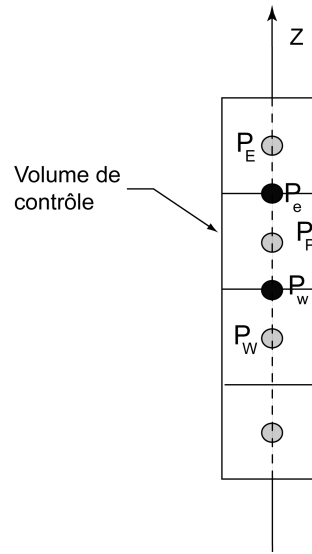 Z
P_E
Volume de
contrôle
P_e
P_P
P_w
P_W